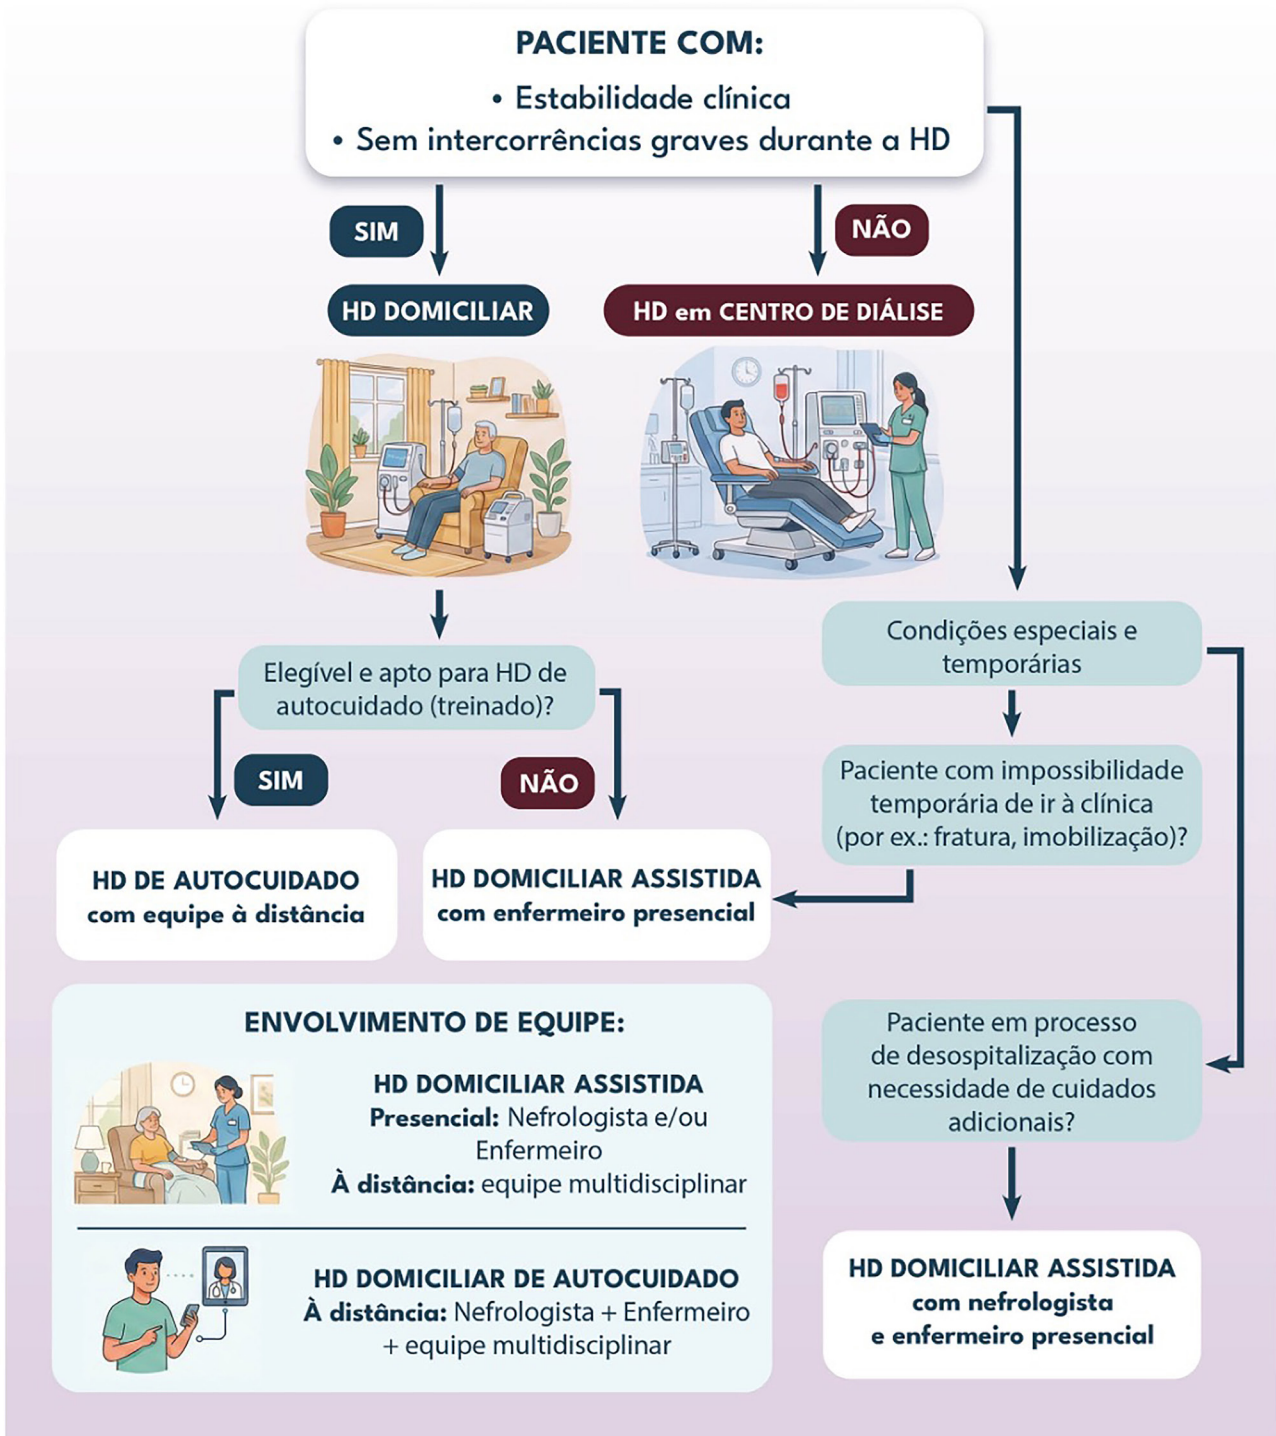 PACIENTE COM:
• Estabilidade clínica
• Sem intercorrências graves durante a HD
SIM
NÃO
HD DOMICILIAR
HD em CENTRO DE DIÁLISE
Elegível e apto para HD de
autocuidado (treinado)?
SIM
NÃO
HD DE AUTOCUIDADO
com equipe à distância
HD DOMICILIAR ASSISTIDA
com enfermeiro presencial
Condições especiais e
temporárias
Paciente com impossibilidade
temporária de ir à clínica
(por ex.: fratura, imobilização)?
Paciente em processo
de desospitalização com
necessidade de cuidados
adicionais?
HD DOMICILIAR ASSISTIDA
com nefrologista
e enfermeiro presencial
ENVOLVIMENTO DE EQUIPE:
HD DOMICILIAR ASSISTIDA
Presencial: Nefrologista e/ou
Enfermeiro
À distância: equipe multidisciplinar
HD DOMICILIAR DE AUTOCUIDADO
À distância: Nefrologista + Enfermeiro
+ equipe multidisciplinar